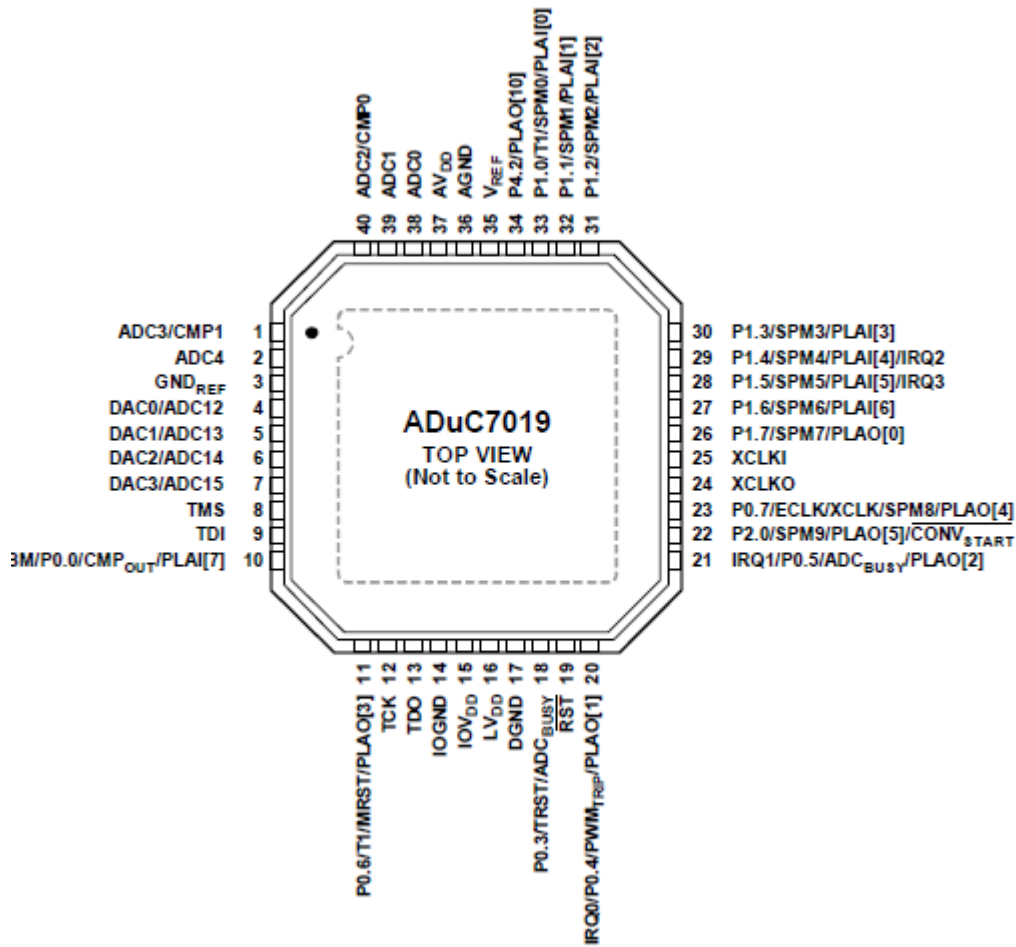 40 ADC2/CMP0
39 ADC1
38 ADC0
37 AVDD
36 AGND
35 VREF
34 P4.2/PLAO[10]
33 P1.0/T1/SPM0/PLAI[0]
32 P1.1/SPM1/PLAI[1]
31 P1.2/SPM2/PLAI[2]
ADC3/CMP1 1
ADC4 2
GNDREF 3
DAC0/ADC12 4
DAC1/ADC13 5
DAC2/ADC14 6
DAC3/ADC15 7
TMS 8
TDI 9
BM/P0.0/CMPOUT/PLAI[7] 10
ADuC7019
TOP VIEW
(Not to Scale)
30 P1.3/SPM3/PLAI[3]
29 P1.4/SPM4/PLAI[4]/IRQ2
28 P1.5/SPM5/PLAI[5]/IRQ3
27 P1.6/SPM6/PLAI[6]
26 P1.7/SPM7/PLAO[0]
25 XCLKI
24 XCLKO
23 P0.7/ECLK/XCLK/SPM8/PLAO[4]
22 P2.0/SPM9/PLAO[5]/CONVSTART
21 IRQ1/P0.5/ADCBUSY/PLAO[2]
P0.6/T1/MRST/PLAO[3] 11
TCK 12
TDO 13
IOGND 14
IOVDD 15
LVDD 16
DGND 17
P0.3/TRST/ADCBUSY 18
RST 19
IRQ0/P0.4/PWMTRIP/PLAO[1] 20